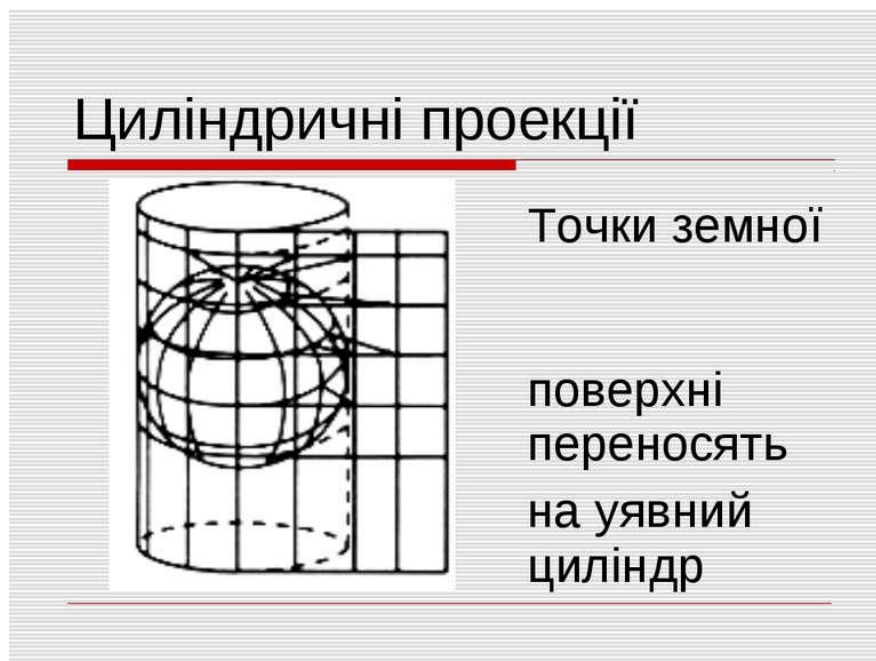 Циліндричні проекції
Точки земної
поверхні
переносять
на уявний
циліндр